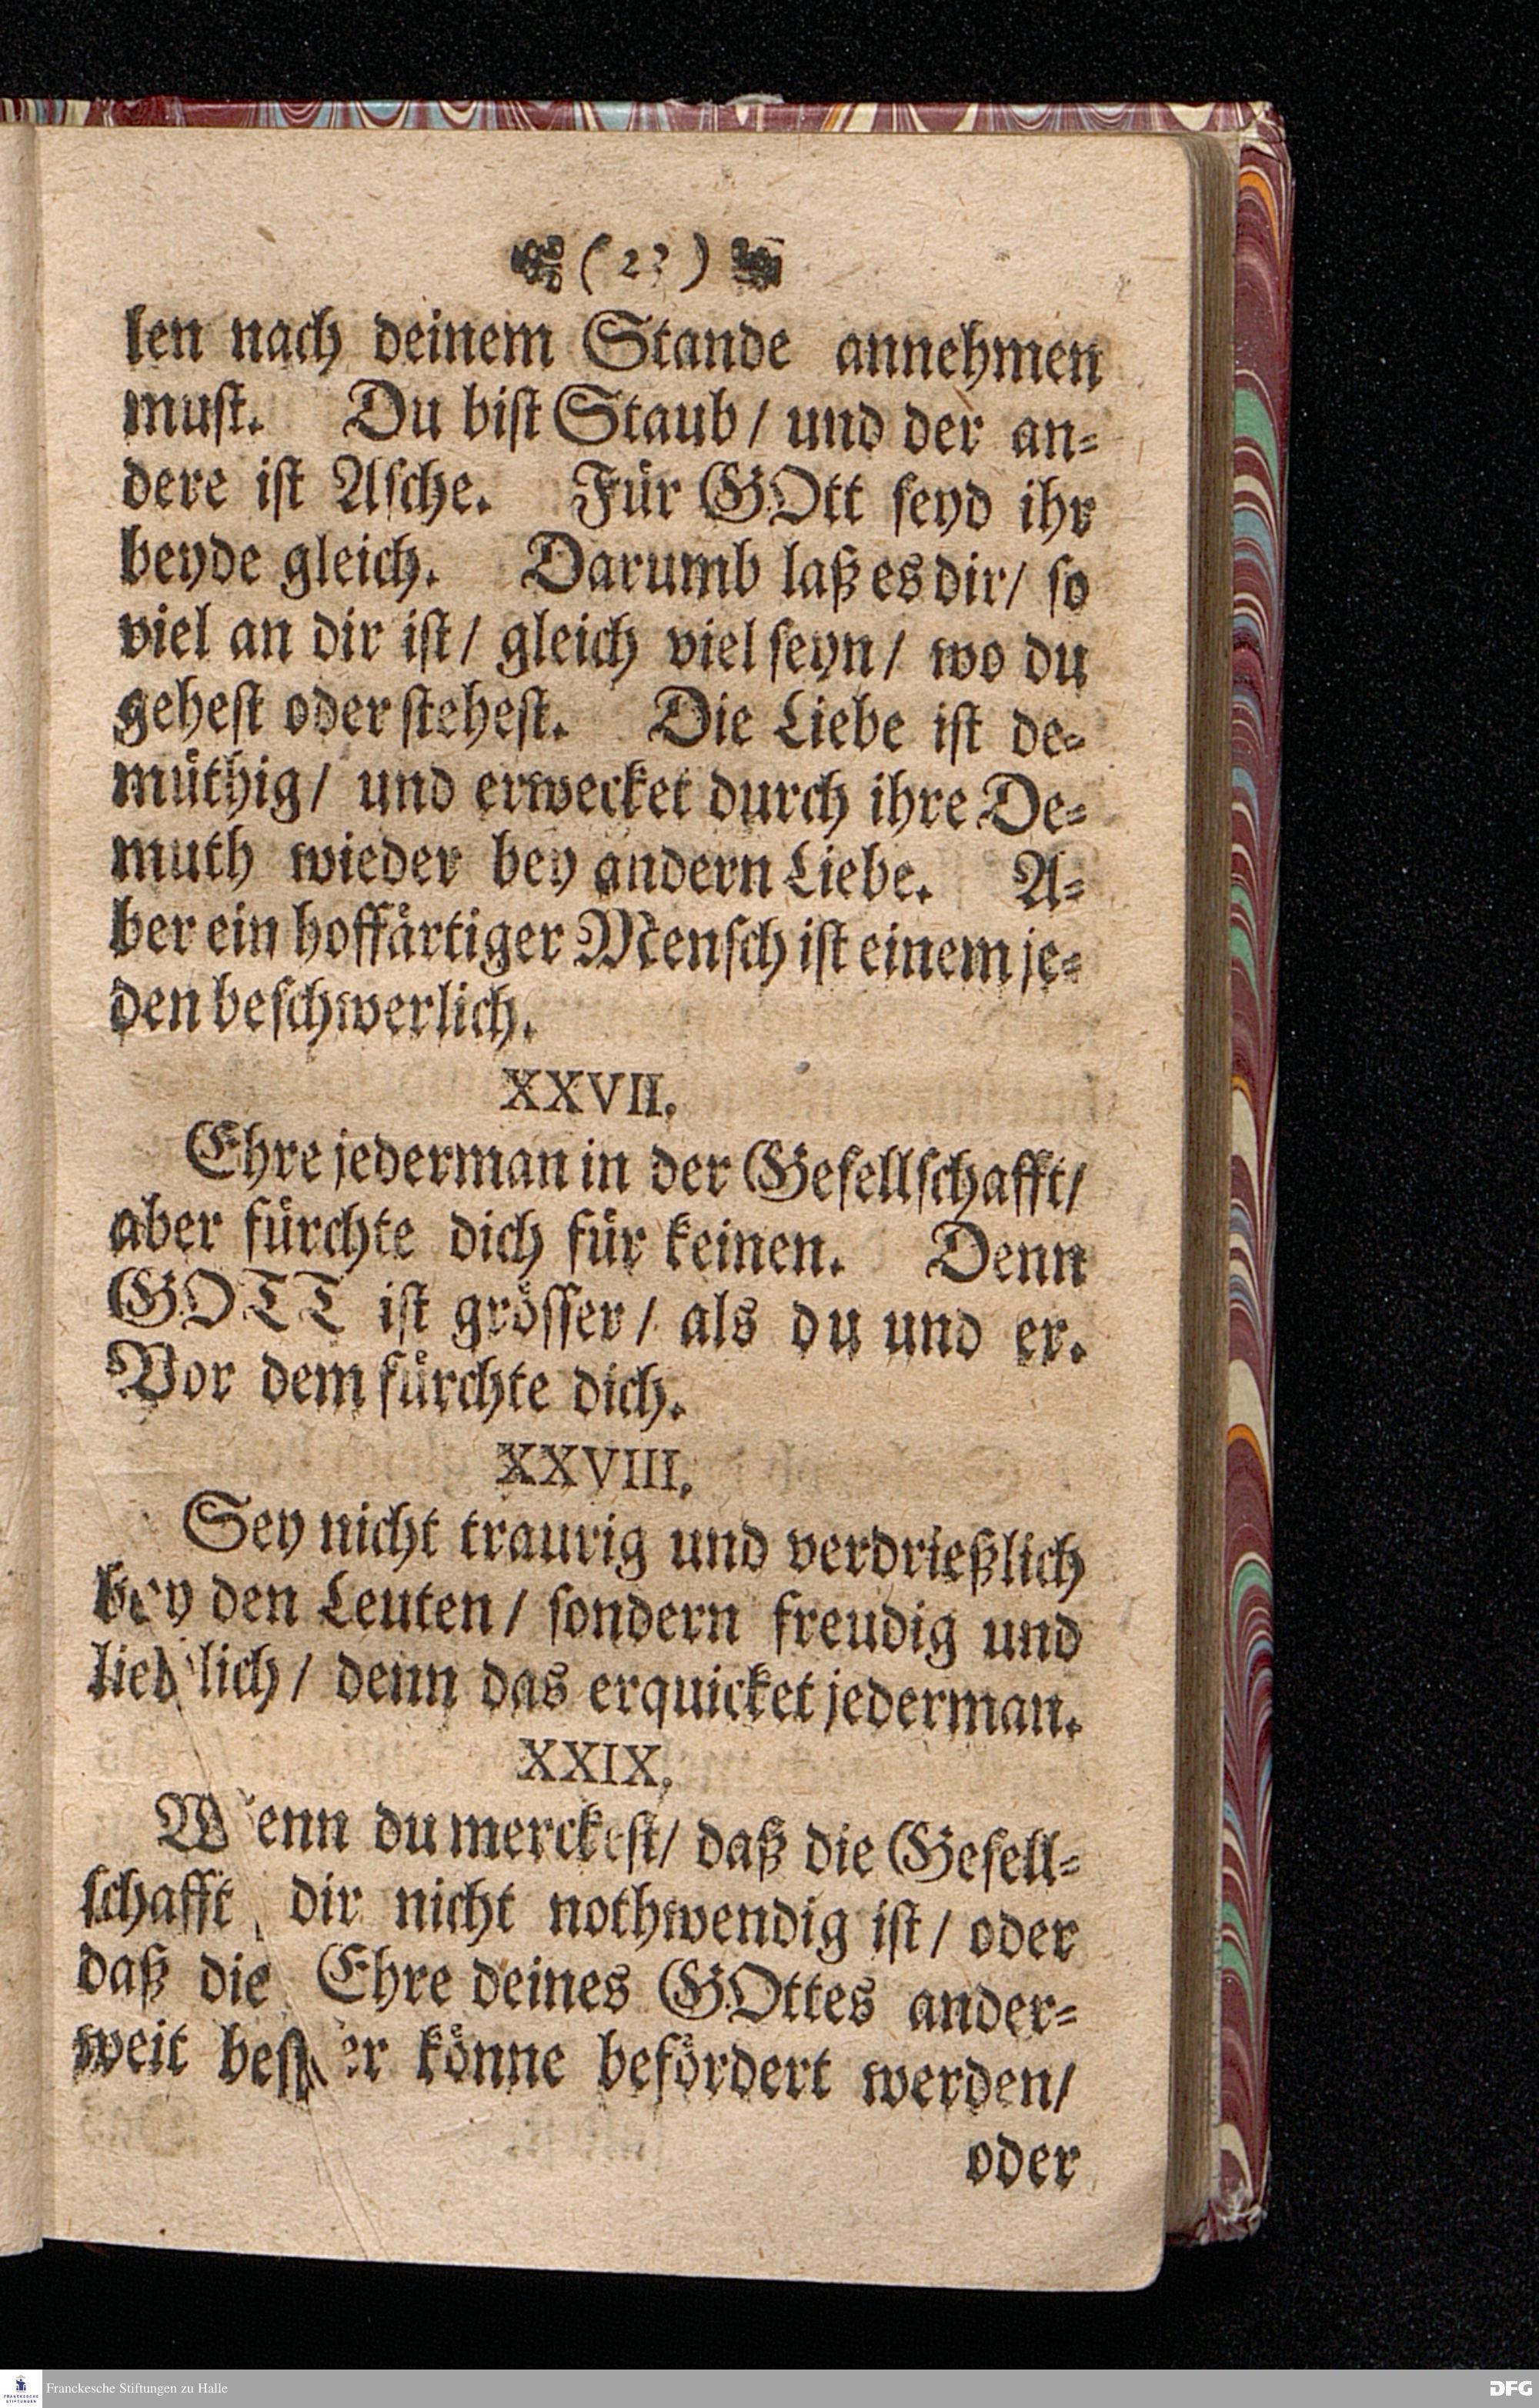 (23)
len nach deinem Stande annehmen
must. Du bist Staub / und der an-
dere ist Asche. Für GOtt seyd ihr
beyde gleich. Darumb laß es dir / so
viel an dir ist / gleich viel seyn / wo du
gehest oder stehest. Die Liebe ist de-
müthig / und erwecket durch ihre De-
muth wieder bey andern Liebe. A-
ber ein hoffärtiger Mensch ist einem je-
den beschwerlich.
XXVII.
Ehre jederman in der Gesellschafft /
aber fürchte dich für keinen. Denn
GOTT ist grösser / als du und er.
Vor dem fürchte dich.
XXVIII.
Sey nicht traurig und verdrießlich
bey den Leuten / sondern freudig und
lieblich / denn das erquicket jederman.
XXIX.
Wenn du merckest / daß die Gesell-
schafft dir nicht nothwendig ist / oder
daß die Ehre deines GOttes ander-
weit besser könne befördert werden /
oder
Franckesche Stiftungen zu Halle
DFG